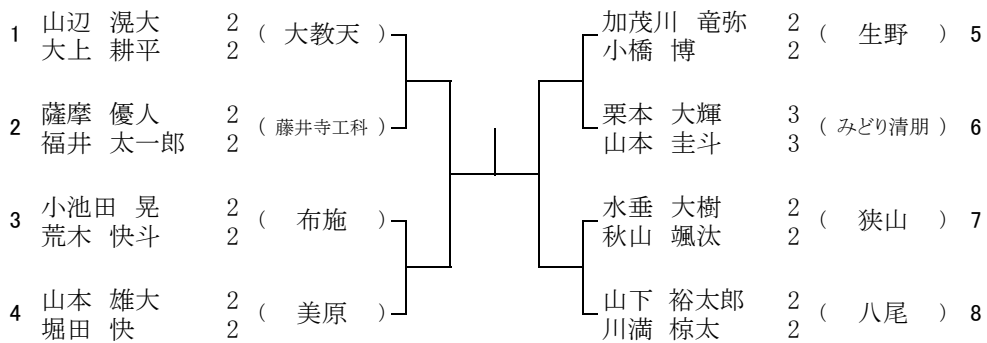 1 山辺 滉大 2 ( 大教天 )
大上 耕平 2
2 薩摩 優人 2 ( 藤井寺工科 )
福井 太一郎 2
3 小池田 晃 2 ( 布施 )
荒木 快斗 2
4 山本 雄大 2 ( 美原 )
堀田 快 2
加茂川 竜弥 2 ( 生野 ) 5
小橋 博 2
栗本 大輝 3 ( みどり清朋 ) 6
山本 圭斗 3
水垂 大樹 2 ( 狭山 ) 7
秋山 颯汰 2
山下 裕太郎 2 ( 八尾 ) 8
川満 椋太 2